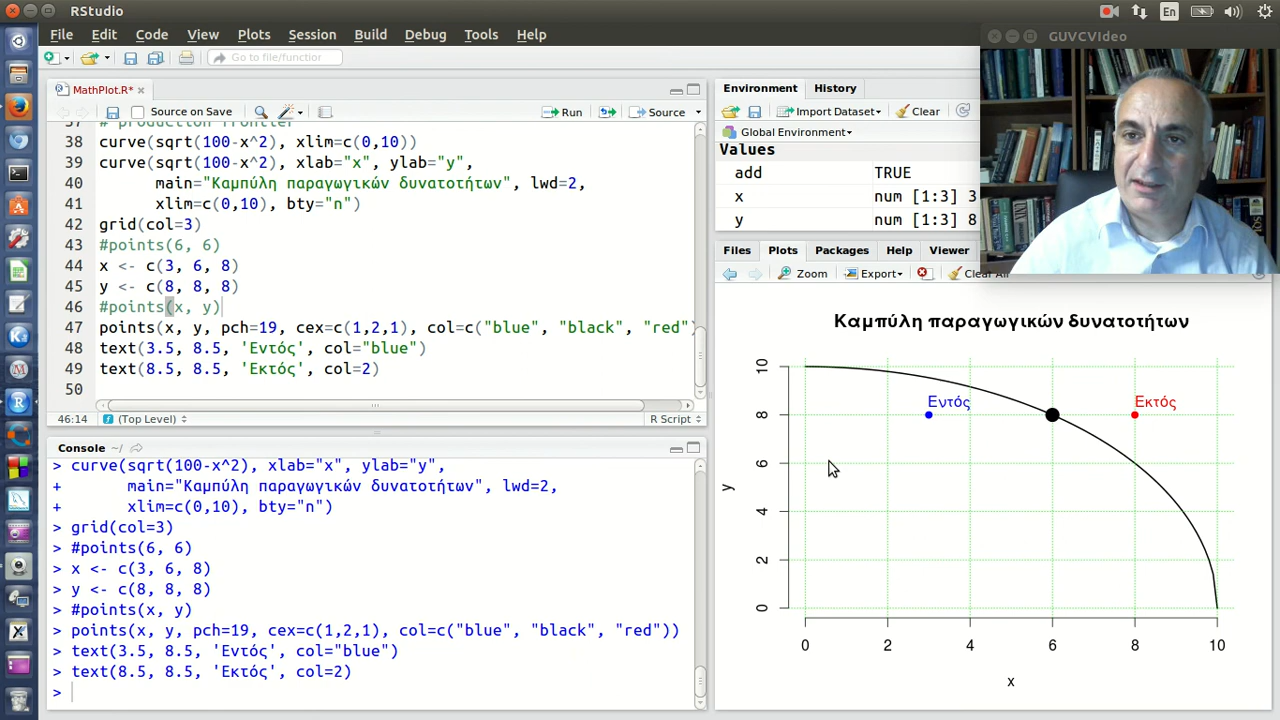 RStudio
En
File Edit Code View Plots Session Build Debug Tools Help
GUVCVIdeo
Go to file/function
MathPlot.R*
Source on Save
Run
Source
38 curve(sqrt(100-x^2), xlim=c(0,10))
39 curve(sqrt(100-x^2), xlab="x", ylab="y",
40 main="Καμπύλη παραγωγικών δυνατοτήτων", lwd=2,
41 xlim=c(0,10), bty="n")
42 grid(col=3)
43 #points(6, 6)
44 x <- c(3, 6, 8)
45 y <- c(8, 8, 8)
46 #points(x, y)
47 points(x, y, pch=19, cex=c(1,2,1), col=c("blue", "black", "red")
48 text(3.5, 8.5, 'Εντός', col="blue")
49 text(8.5, 8.5, 'Εκτός', col=2)
50
46:14 (Top Level) R Script
Console ~/
> curve(sqrt(100-x^2), xlab="x", ylab="y",
+ main="Καμπύλη παραγωγικών δυνατοτήτων", lwd=2,
+ xlim=c(0,10), bty="n")
> grid(col=3)
> #points(6, 6)
> x <- c(3, 6, 8)
> y <- c(8, 8, 8)
> #points(x, y)
> points(x, y, pch=19, cex=c(1,2,1), col=c("blue", "black", "red"))
> text(3.5, 8.5, 'Εντός', col="blue")
> text(8.5, 8.5, 'Εκτός', col=2)
>
Environment History
Import Dataset Clear
Global Environment
Values
add TRUE
x num [1:3] 3
y num [1:3] 8
Files Plots Packages Help Viewer
Zoom Export Clear All
Καμπύλη παραγωγικών δυνατοτήτων
Εντός
Εκτός
y
10
8
6
4
2
0
0 2 4 6 8 10
x